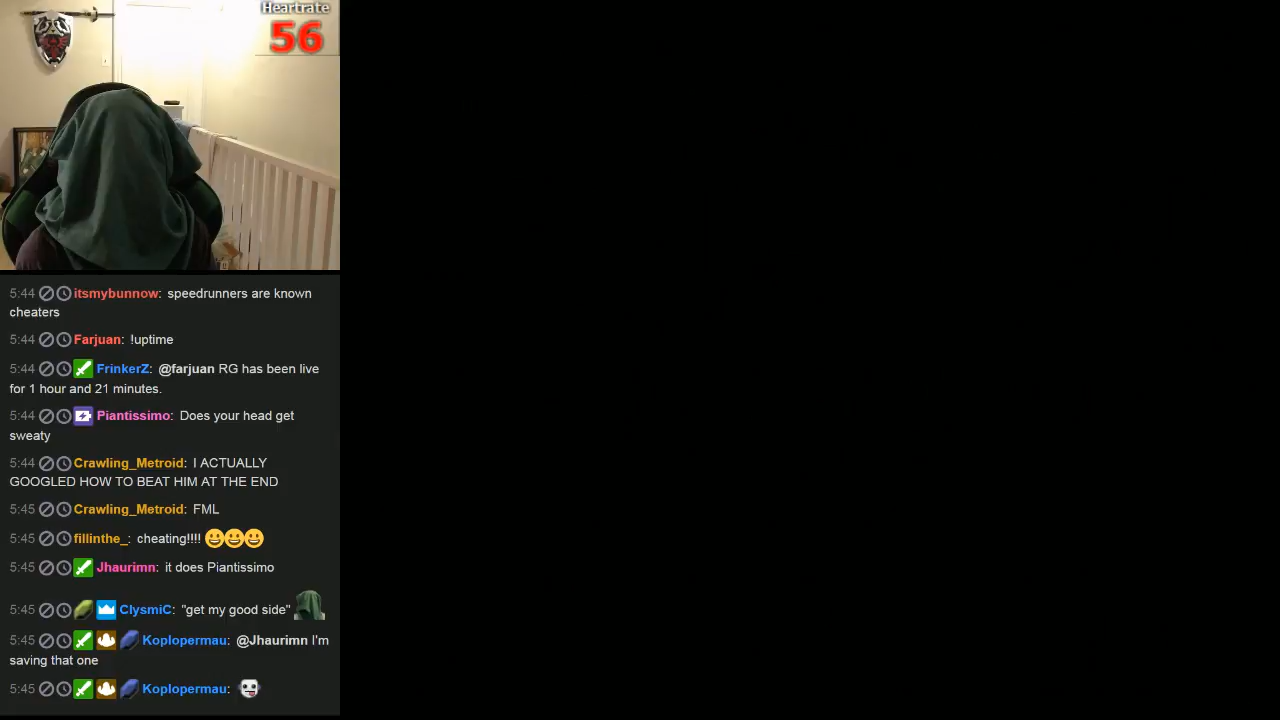 Heartrate
56
5:44 itsmybunnow: speedrunners are known
cheaters
5:44 Farjuan: !uptime
5:44 FrinkerZ: @farjuan RG has been live
for 1 hour and 21 minutes.
5:44 Piantissimo: Does your head get
sweaty
5:44 Crawling_Metroid: I ACTUALLY
GOOGLED HOW TO BEAT HIM AT THE END
5:45 Crawling_Metroid: FML
5:45 fillinthe_: cheating!!!!
5:45 Jhaurimn: it does Piantissimo
5:45 ClysmiC: "get my good side"
5:45 Koplopermau: @Jhaurimn I'm
saving that one
5:45 Koplopermau: